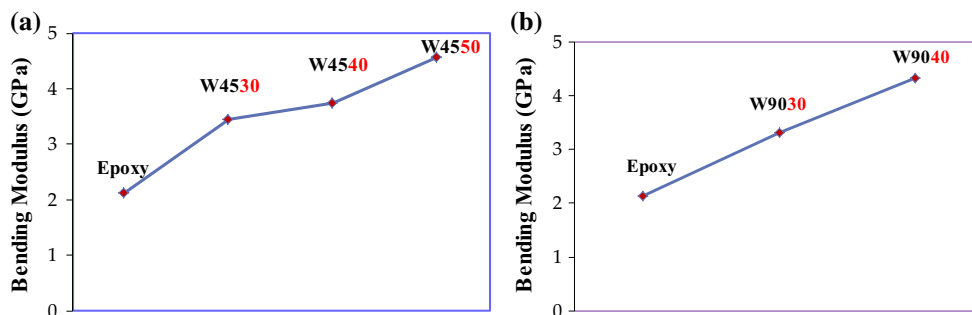 (a)
Bending Modulus (GPa)
5
4
3
2
1
0
Epoxy
W4530
W4540
W4550
(b)
Bending Modulus (GPa)
5
4
3
2
1
0
Epoxy
W9030
W9040